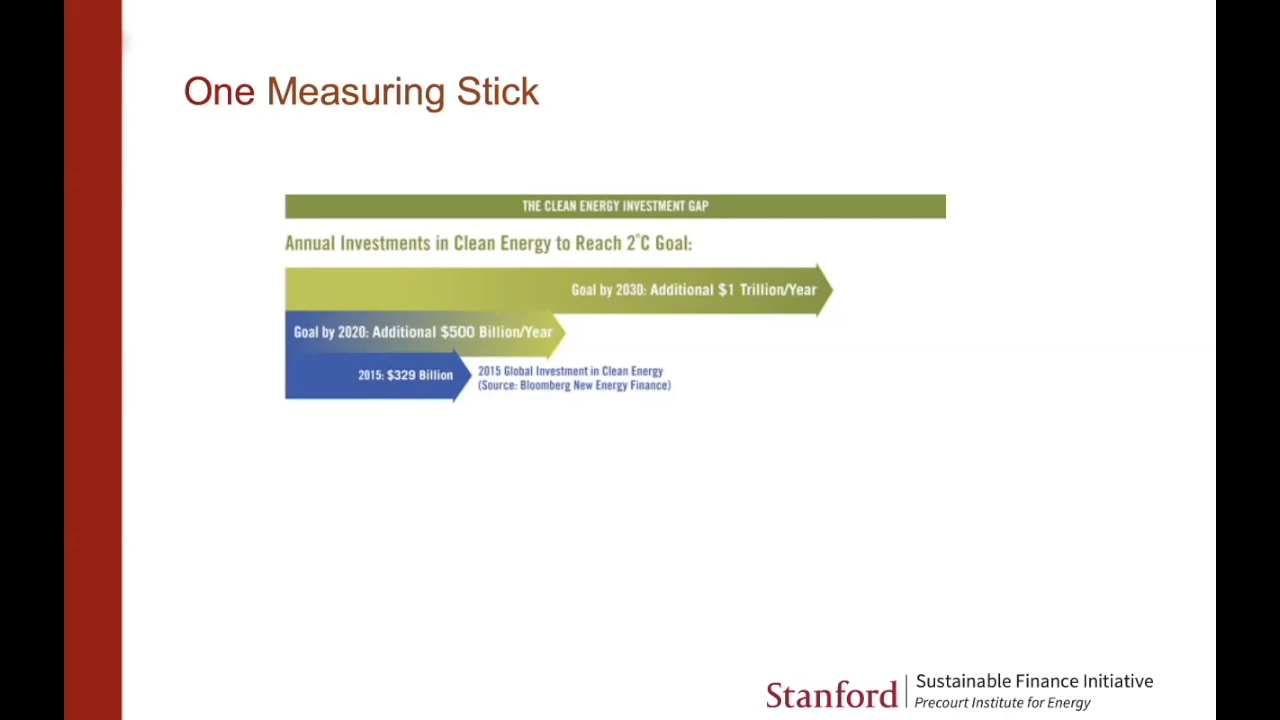 One Measuring Stick
THE CLEAN ENERGY INVESTMENT GAP
Annual Investments in Clean Energy to Reach 2°C Goal:
Goal by 2030: Additional $1 Trillion/Year
Goal by 2020: Additional $500 Billion/Year
2015: $329 Billion
2015 Global Investment in Clean Energy
(Source: Bloomberg New Energy Finance)
Stanford
Sustainable Finance Initiative
Precourt Institute for Energy